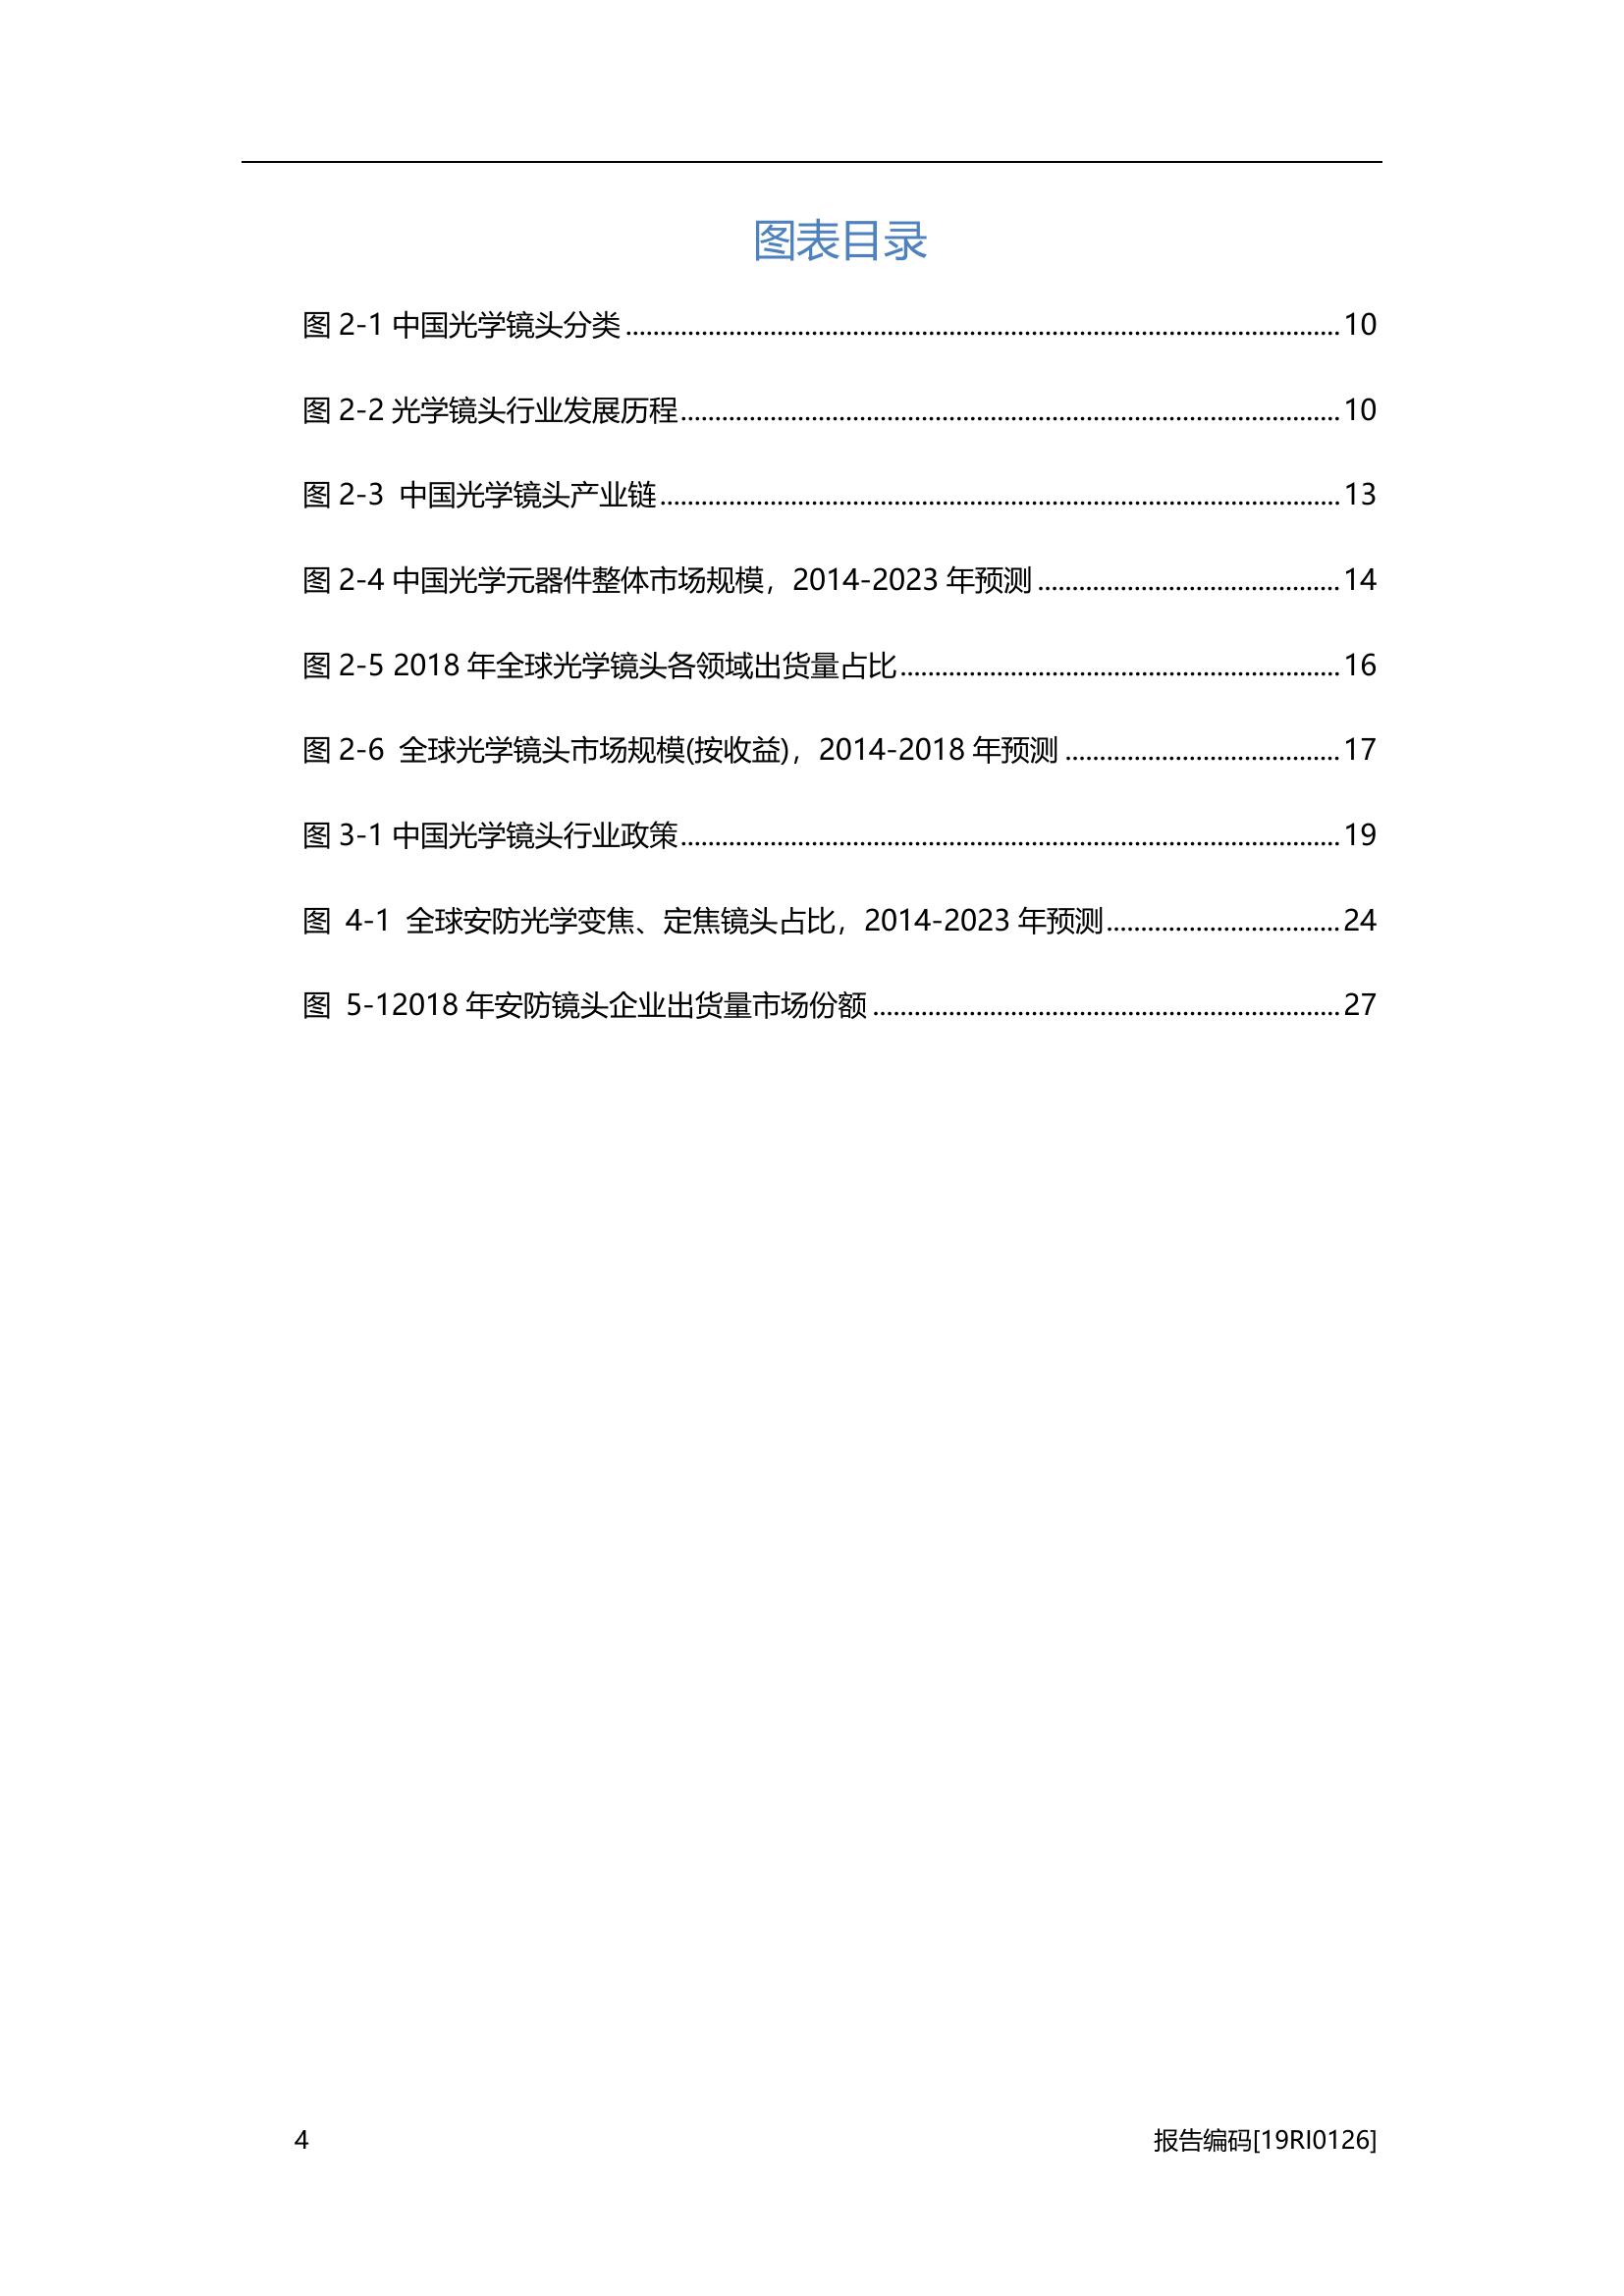 图表目录
图 2-1 中国光学镜头分类 ........................................................................................................ 10
图 2-2 光学镜头行业发展历程................................................................................................ 10
图 2-3 中国光学镜头产业链................................................................................................... 13
图 2-4 中国光学元器件整体市场规模，2014-2023 年预测 ............................................ 14
图 2-5 2018 年全球光学镜头各领域出货量占比................................................................ 16
图 2-6 全球光学镜头市场规模(按收益)，2014-2018 年预测 ........................................ 17
图 3-1 中国光学镜头行业政策................................................................................................ 19
图 4-1 全球安防光学变焦、定焦镜头占比，2014-2023 年预测.................................. 24
图 5-12018 年安防镜头企业出货量市场份额 .................................................................... 27
4
报告编码[19RI0126]